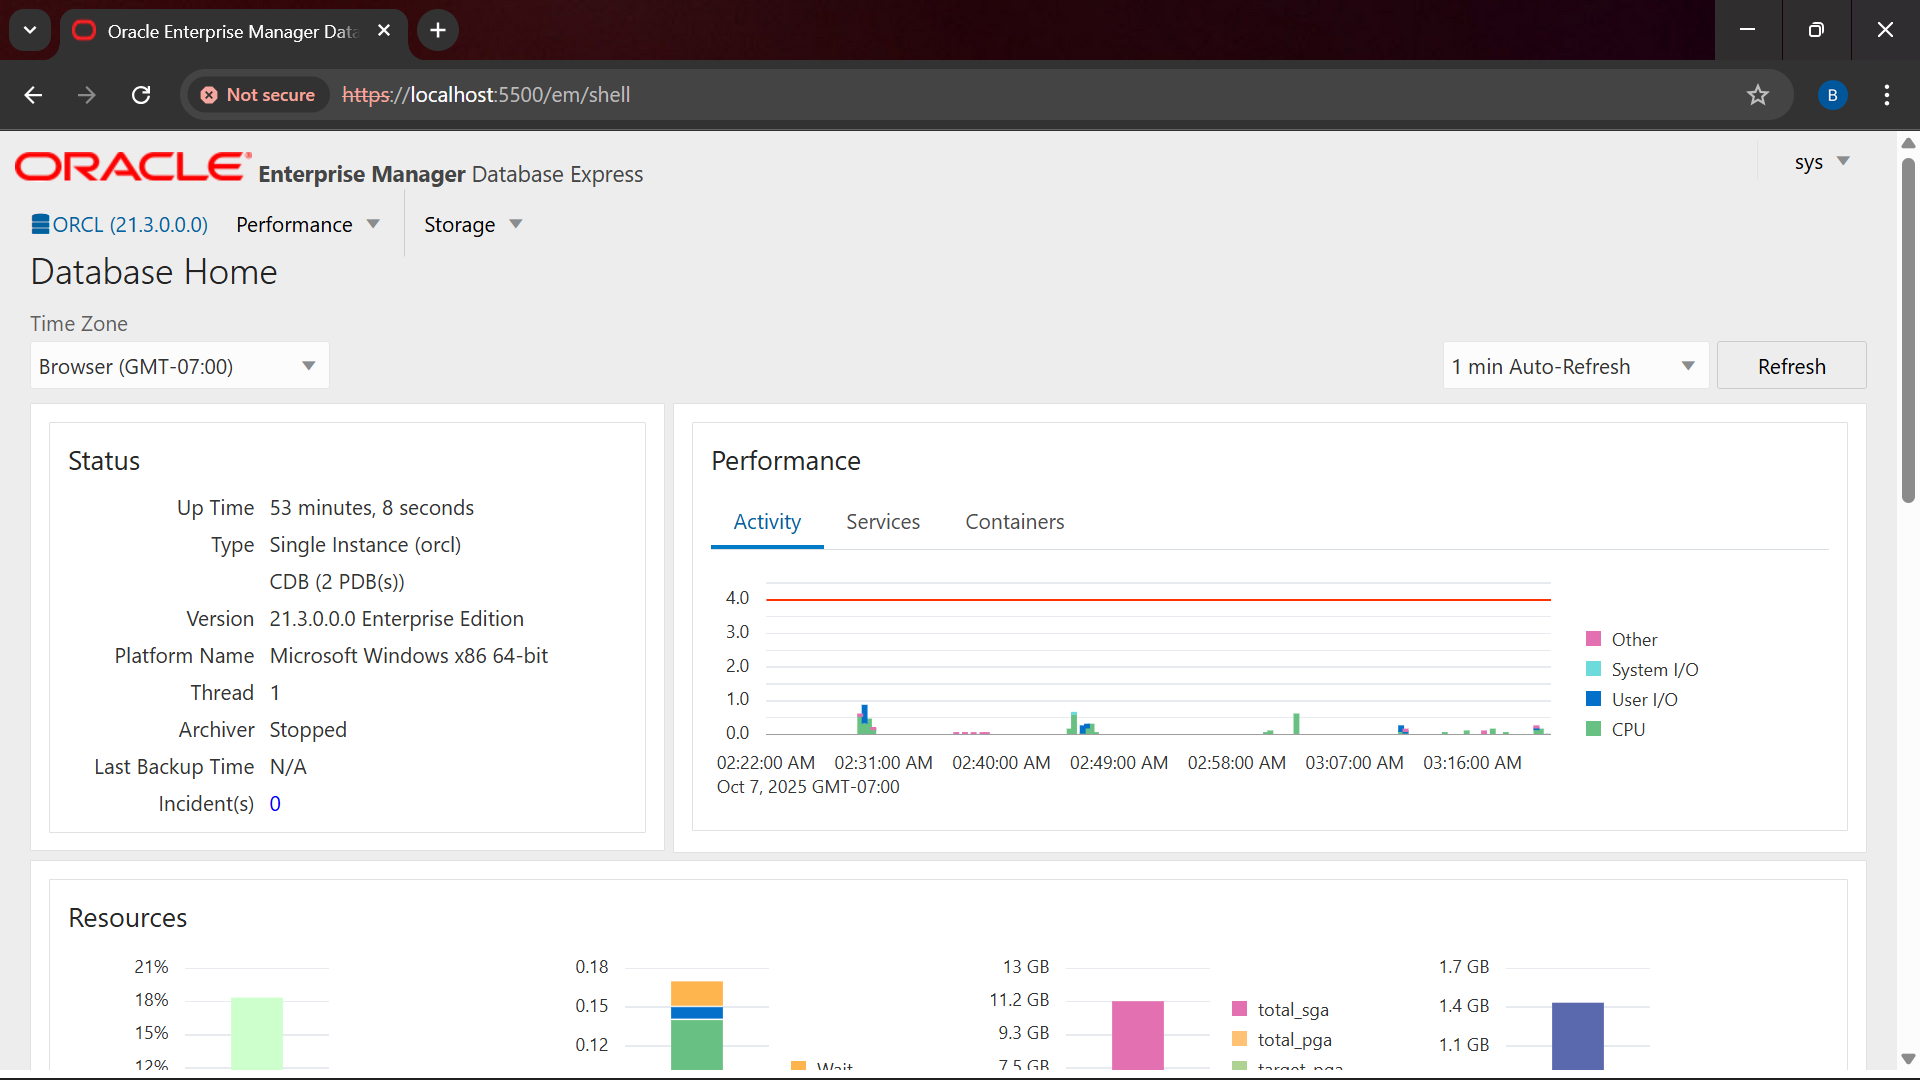 Oracle Enterprise Manager Data
Not secure https://localhost:5500/em/shell
B
ORACLE Enterprise Manager Database Express
sys
ORCL (21.3.0.0.0) Performance Storage
Database Home
Time Zone
Browser (GMT-07:00)
1 min Auto-Refresh Refresh
Status
Up Time 53 minutes, 8 seconds
Type Single Instance (orcl)
CDB (2 PDB(s))
Version 21.3.0.0.0 Enterprise Edition
Platform Name Microsoft Windows x86 64-bit
Thread 1
Archiver Stopped
Last Backup Time N/A
Incident(s) 0
Performance
Activity Services Containers
4.0
3.0
2.0
1.0
0.0
02:22:00 AM 02:31:00 AM 02:40:00 AM 02:49:00 AM 02:58:00 AM 03:07:00 AM 03:16:00 AM
Oct 7, 2025 GMT-07:00
Other
System I/O
User I/O
CPU
Resources
21%
18%
15%
12%
0.18
0.15
0.12
Wait
13 GB
11.2 GB
9.3 GB
7.5 GB
total_sga
total_pga
target_pga
1.7 GB
1.4 GB
1.1 GB